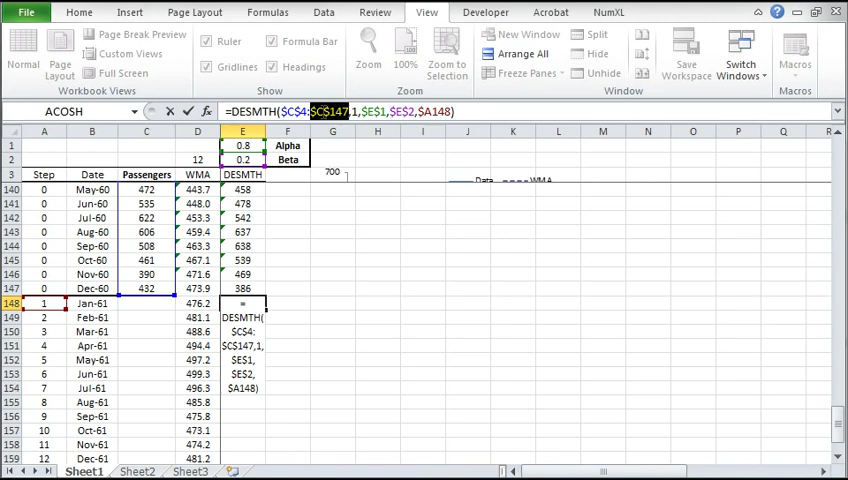 File Home Insert Page Layout Formulas Data Review View Developer Acrobat NumXL
Normal
Page Layout
Page Break Preview
Custom Views
Full Screen
Workbook Views
Ruler
Formula Bar
Gridlines
Headings
Show
Zoom
100%
Zoom to Selection
Zoom
New Window
Arrange All
Freeze Panes
Split
Hide
Unhide
Save Workspace
Switch Windows
Window
Macros
Macros
ACOSH fx =DESMTH($C$4:$C$147,1,$E$1,$E$2,$A148)
A B C D E F G H I J K L M N O P Q R
1 0.8 Alpha
2 12 0.2 Beta
3 Step Date Passengers WMA DESMTH 700 Data WMA
140 0 May-60 472 443.7 458
141 0 Jun-60 535 448.0 478
142 0 Jul-60 622 453.3 542
143 0 Aug-60 606 459.4 637
144 0 Sep-60 508 463.3 638
145 0 Oct-60 461 467.1 539
146 0 Nov-60 390 471.6 469
147 0 Dec-60 432 473.9 386
148 1 Jan-61 476.2 =
149 2 Feb-61 481.1 DESMTH(
150 3 Mar-61 488.6 $C$4:
151 4 Apr-61 494.4 $C$147,1,
152 5 May-61 497.2 $E$1,
153 6 Jun-61 499.3 $E$2,
154 7 Jul-61 496.3 $A148)
155 8 Aug-61 485.8
156 9 Sep-61 475.8
157 10 Oct-61 473.1
158 11 Nov-61 474.2
159 12 Dec-61 481.2
Sheet1 Sheet2 Sheet3